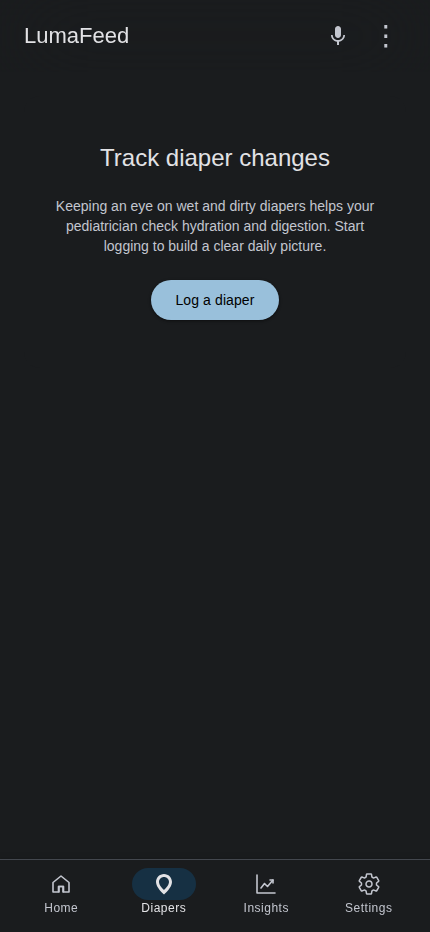 LumaFeed
Track diaper changes
Keeping an eye on wet and dirty diapers helps your
pediatrician check hydration and digestion. Start
logging to build a clear daily picture.
Log a diaper
Home
Diapers
Insights
Settings